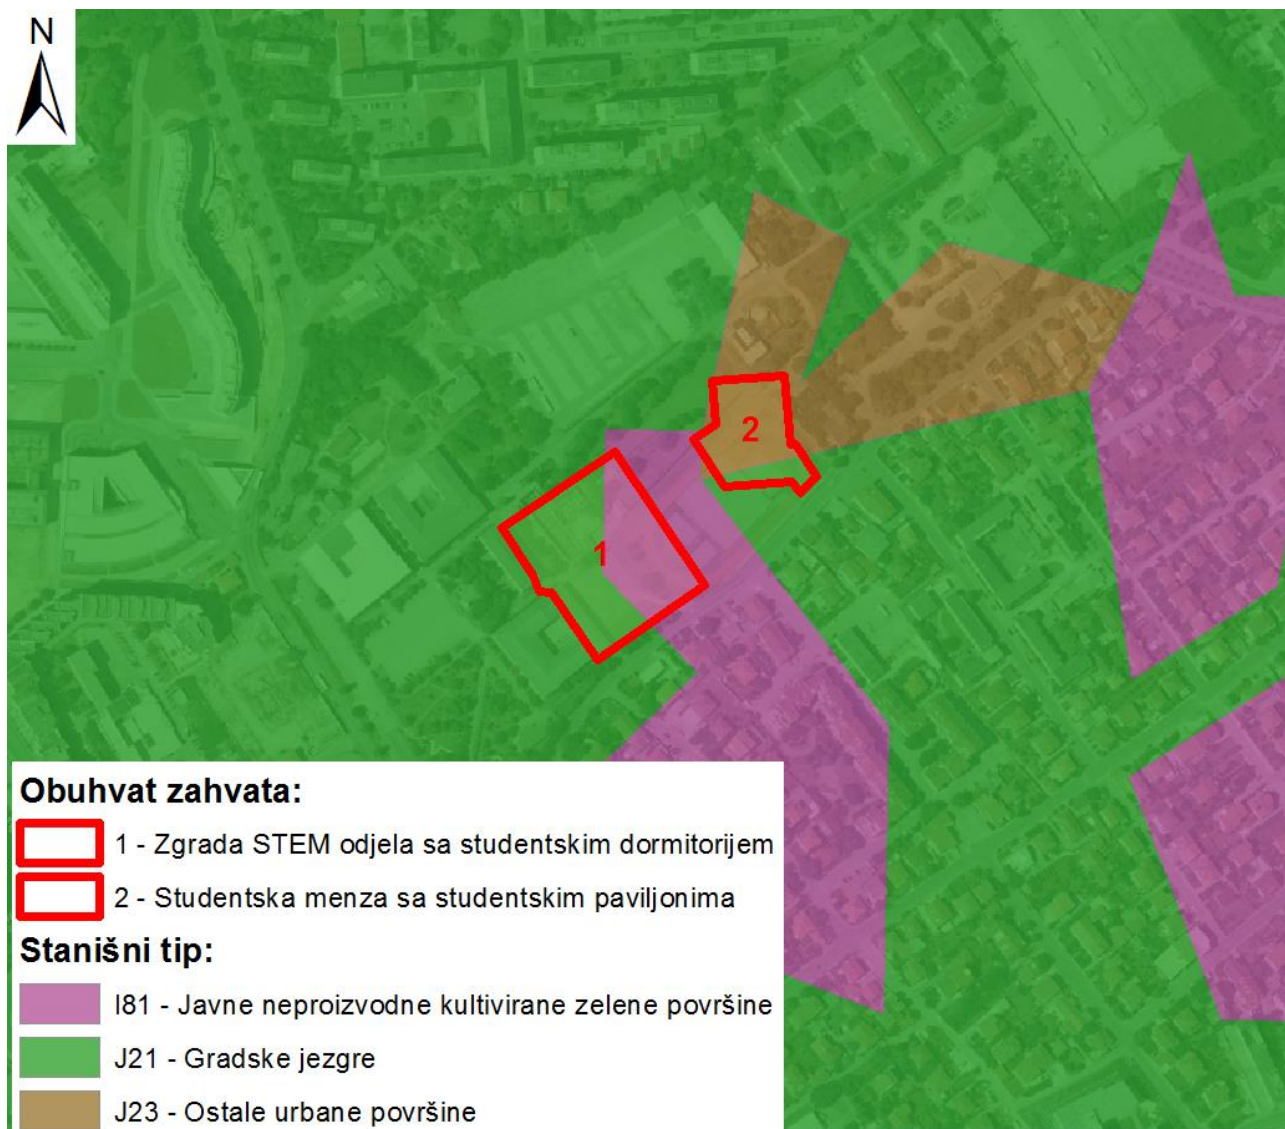 N
2
1
Obuhvat zahvata:
1 - Zgrada STEM odjela sa studentskim dormitorijem
2 - Studentska menza sa studentskim paviljonima
Stanišni tip:
I81 - Javne neproizvodne kultivirane zelene površine
J21 - Gradske jezgre
J23 - Ostale urbane površine